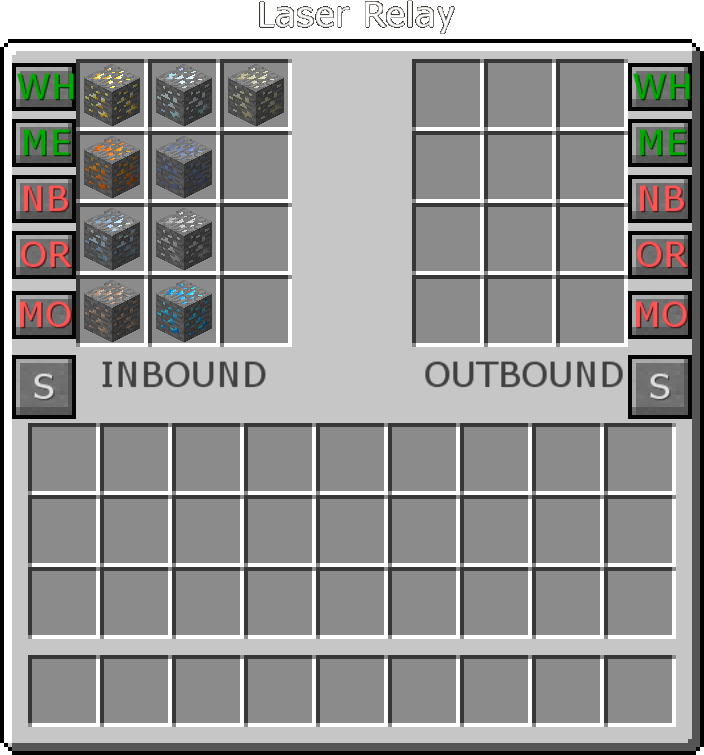 Laser Relay
WH WH
ME ME
NB NB
OR OR
MO MO
S INBOUND OUTBOUND S